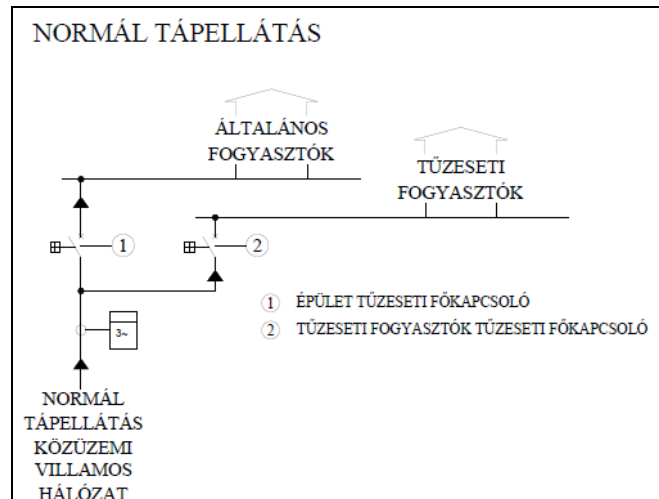 NORMÁL TÁPELLÁTÁS
ÁLTALÁNOS
FOGYASZTÓK
TŰZESETI
FOGYASZTÓK
1
2
1 ÉPÜLET TŰZESETI FŐKAPCSOLÓ
2 TŰZESETI FOGYASZTÓK TŰZESETI FŐKAPCSOLÓ
3~
NORMÁL
TÁPELLÁTÁS
KÖZÜZEMI
VILLAMOS
HÁLÓZAT